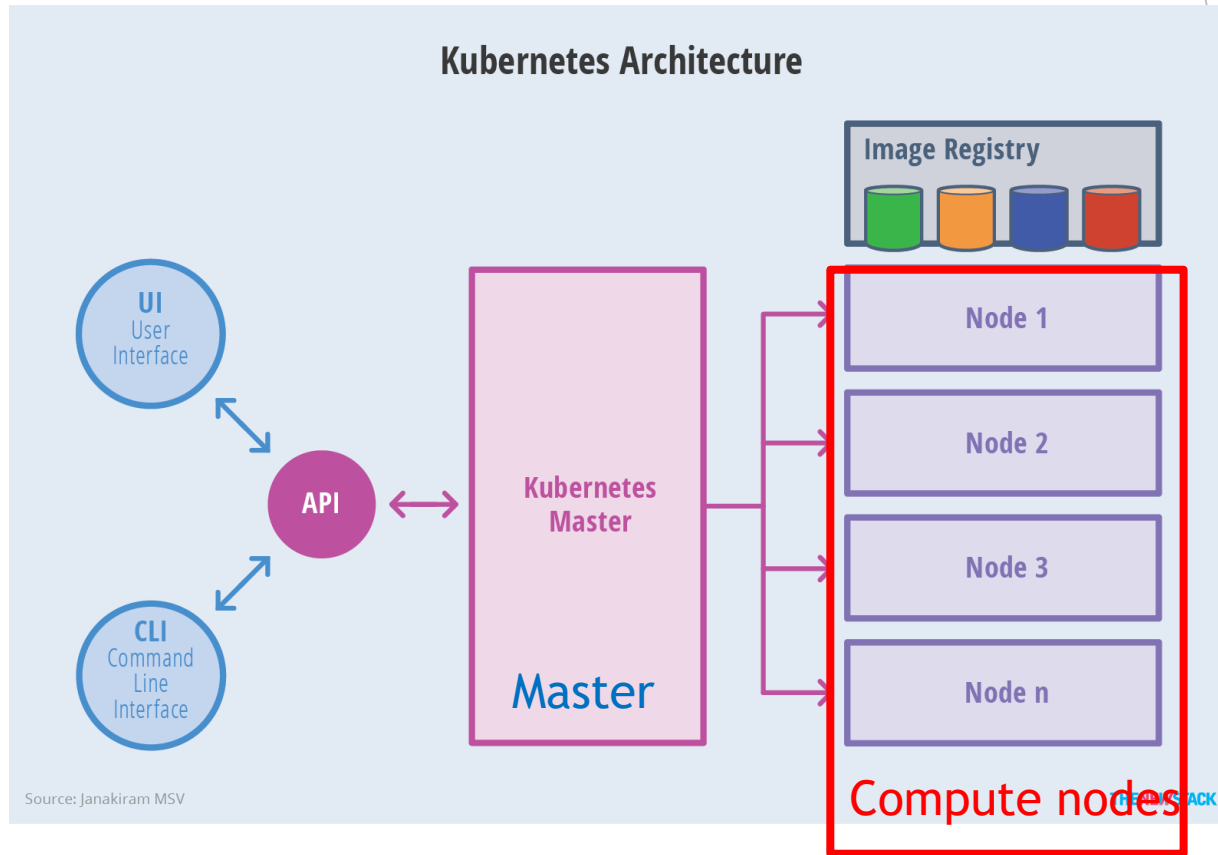 Kubernetes Architecture
Image Registry
UI
User
Interface
API
CLI
Command
Line
Interface
Kubernetes
Master
Master
Node 1
Node 2
Node 3
Node n
Compute nodes
Source: Janakiram MSV
THENEWSTACK